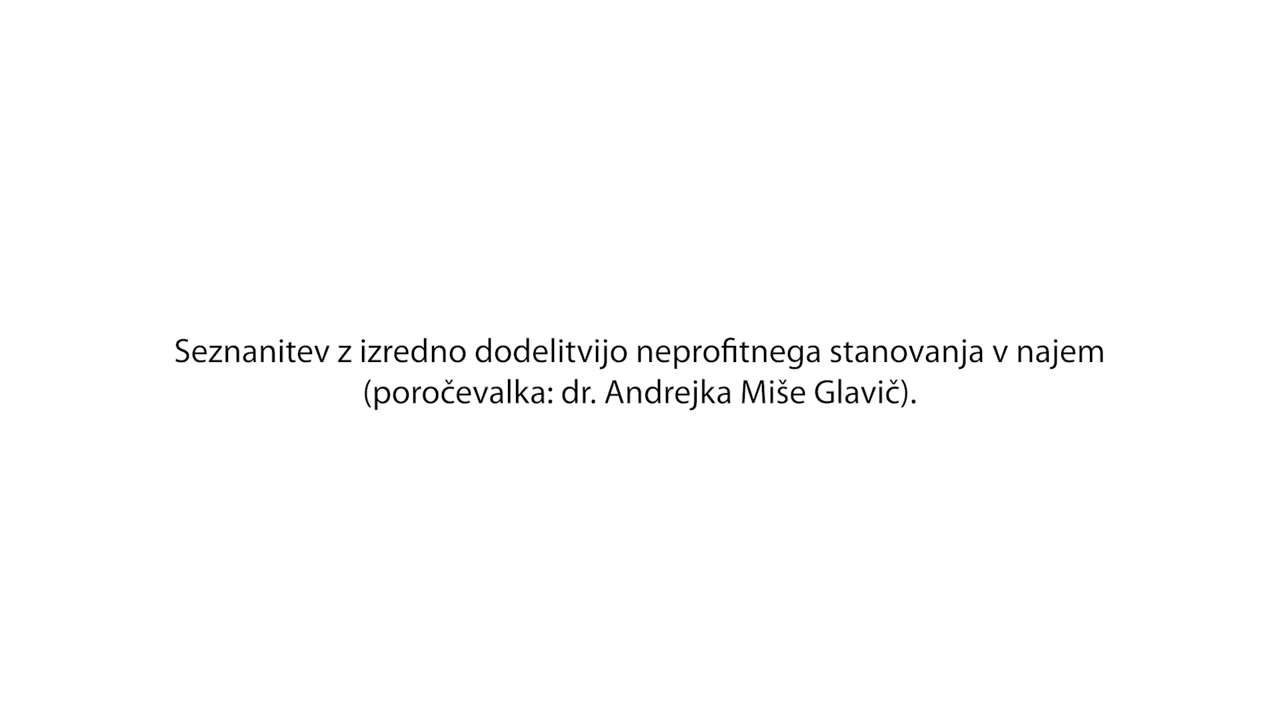 Seznanitev z izredno dodelitvijo neprofitnega stanovanja v najem
(poročevalka: dr. Andrejka Miše Glavič).